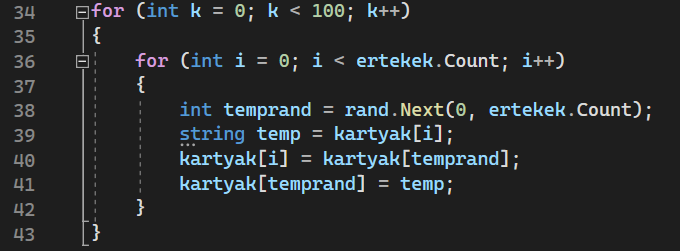 34 for (int k = 0; k < 100; k++)
35 {
36 for (int i = 0; i < ertekek.Count; i++)
37 {
38 int temprand = rand.Next(0, ertekek.Count);
39 string temp = kartyak[i];
40 kartyak[i] = kartyak[temprand];
41 kartyak[temprand] = temp;
42 }
43 }